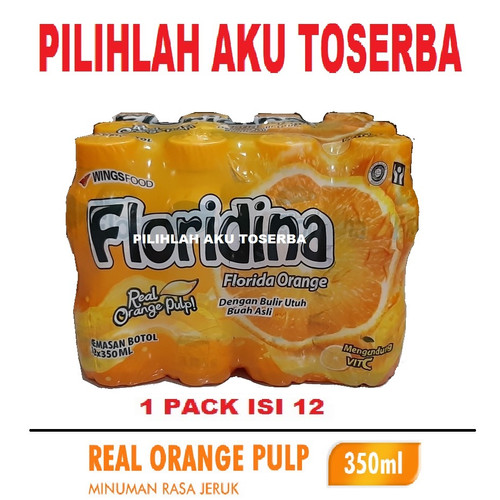 PILIHLAH AKU TOSERBA
WINGSFOOD
Floridina
PILIHLAH AKU TOSERBA
Florida Orange
Real
Orange Pulp!
Dengan Bulir Utuh
Buah Asli
KEMASAN BOTOL
12x350ML
Mengandung
VIT C
1 PACK ISI 12
REAL ORANGE PULP
350ml
MINUMAN RASA JERUK